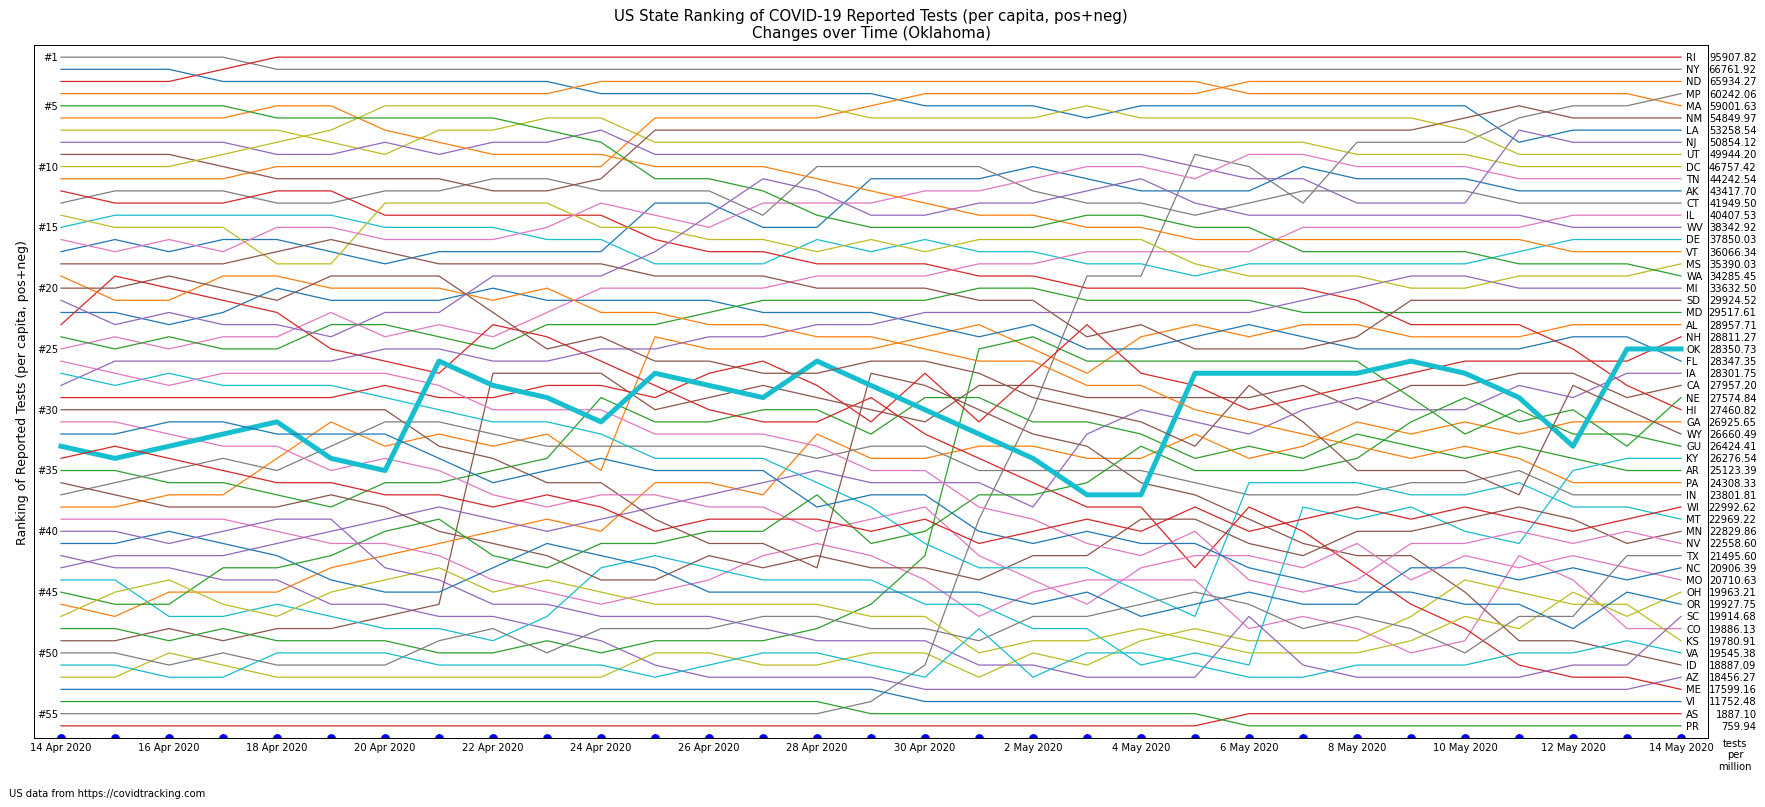 US State Ranking of COVID-19 Reported Tests (per capita, pos+neg)
Changes over Time (Oklahoma)
Ranking of Reported Tests (per capita, pos+neg)
#1
#5
#10
#15
#20
#25
#30
#35
#40
#45
#50
#55
RI 95907.82
NY 66761.92
ND 65934.27
MP 60242.06
MA 59001.63
NM 54849.97
LA 53258.54
NJ 50854.12
UT 49944.20
DC 46757.42
TN 44242.54
AK 43417.70
CT 41949.50
IL 40407.53
WV 38342.92
DE 37850.03
VT 36066.34
MS 35390.03
WA 34285.45
MI 33632.50
SD 29924.52
MD 29517.61
AL 28957.71
NH 28811.27
OK 28350.73
FL 28347.35
IA 28301.75
CA 27957.20
NE 27574.84
HI 27460.82
GA 26925.65
WY 26660.49
GU 26424.41
KY 26276.54
AR 25123.39
PA 24308.33
IN 23801.81
WI 22992.62
MT 22969.22
MN 22829.86
NV 22558.60
TX 21495.60
NC 20906.39
MO 20710.63
OH 19963.21
OR 19927.75
SC 19914.68
CO 19886.13
KS 19780.91
VA 19545.38
ID 18887.09
AZ 18456.27
ME 17599.16
VI 11752.48
AS 1887.10
PR 759.94
14 Apr 2020 16 Apr 2020 18 Apr 2020 20 Apr 2020 22 Apr 2020 24 Apr 2020 26 Apr 2020 28 Apr 2020 30 Apr 2020 2 May 2020 4 May 2020 6 May 2020 8 May 2020 10 May 2020 12 May 2020 14 May 2020
tests
per
million
US data from https://covidtracking.com